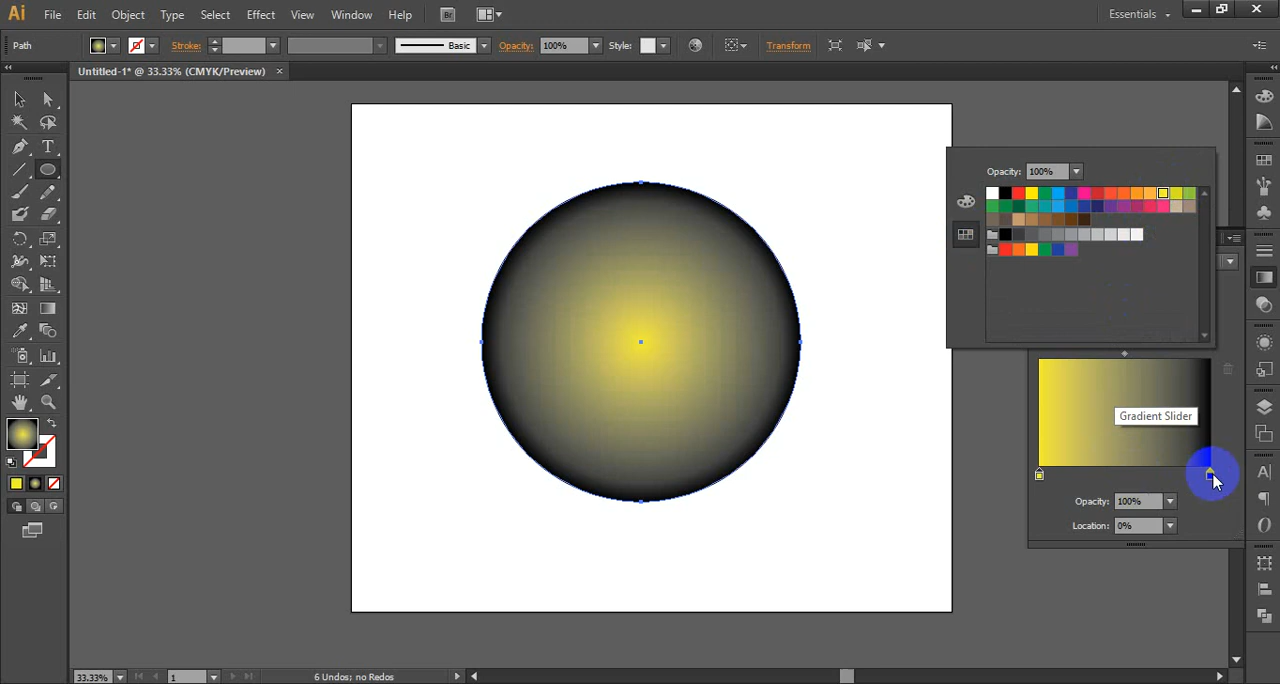 Ai File Edit Object Type Select Effect View Window Help Br Essentials
Path Stroke: Basic Opacity: 100% Style: Transform
Untitled-1* @ 33.33% (CMYK/Preview) ×
Opacity: 100%
Gradient Slider
Opacity: 100%
Location: 0%
33.33% 1 6 Undos; no Redos